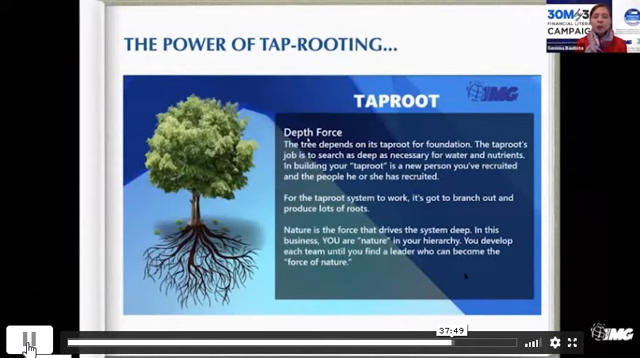 THE POWER OF TAP-ROOTING...
30M
FINANCIAL LITERA
CAMPAIG
TAPROOT
IMG
Depth Force
The tree depends on its taproot for foundation. The taproot's
job is to search as deep as necessary for water and nutrients.
In building your "taproot" is a new person you've recruited
and the people he or she has recruited.
For the taproot system to work, it's got to branch out and
produce lots of roots.
Nature is the force that drives the system deep. In this
business, YOU are "nature" in your hierarchy. You develop
each team until you find a leader who can become the
"force of nature."
37:49
IMG